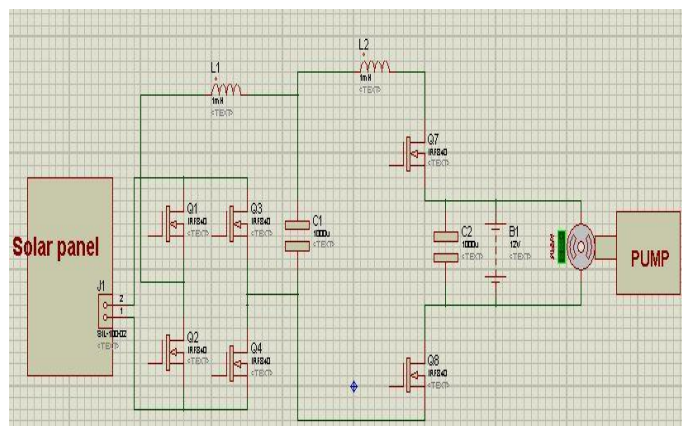 L2
1mH
<TEXT>
L1
1mH
<TEXT>
Q7
IRF840
<TEXT>
Q1
IRF840
<TEXT>
Q3
IRF840
<TEXT>
C1
1000u
<TEXT>
C2
1000u
<TEXT>
B1
12V
<TEXT>
Solar panel
PUMP
J1
2
1
SIL-100-02
<TEXT>
Q2
IRF840
<TEXT>
Q4
IRF840
<TEXT>
Q8
IRF840
<TEXT>